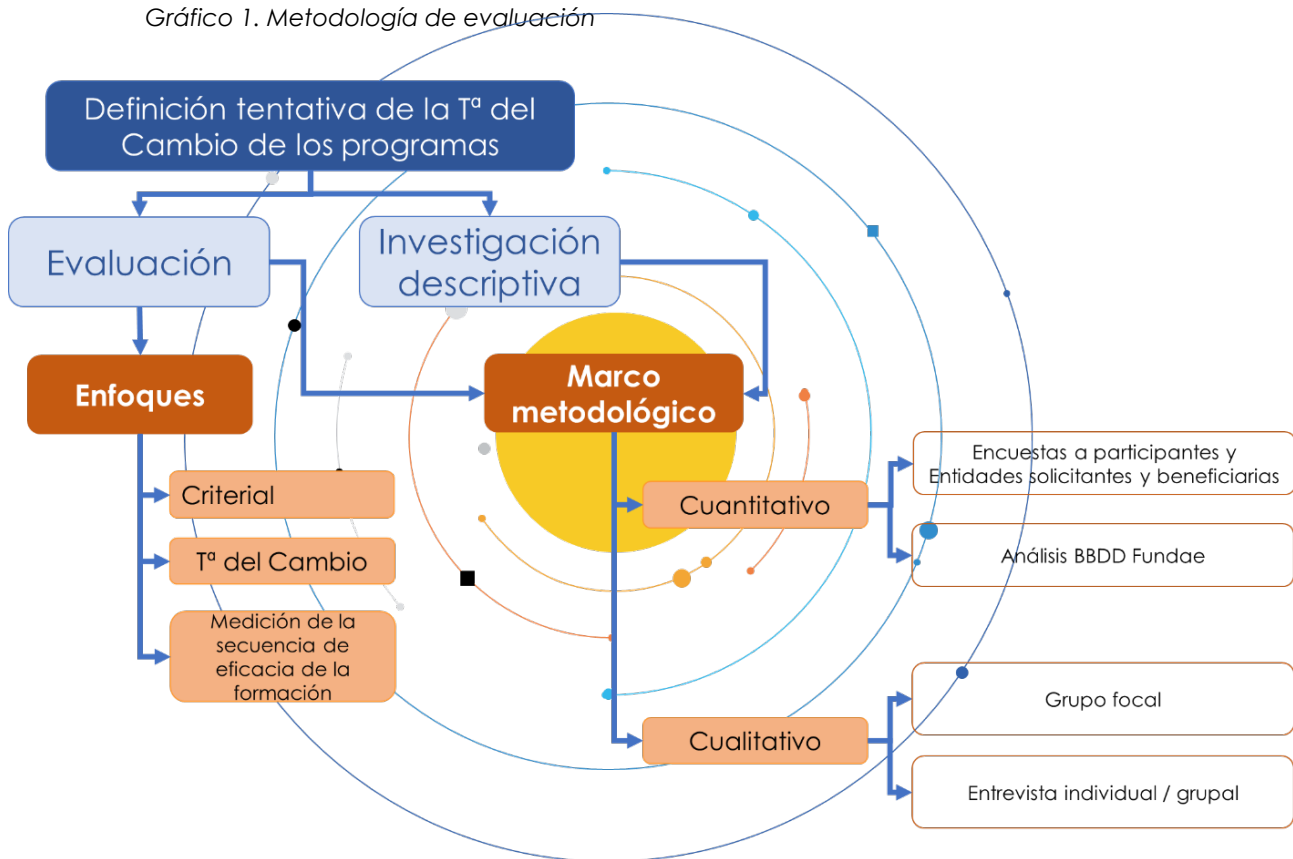 Gráfico 1. Metodología de evaluación
Definición tentativa de la Tª del
Cambio de los programas
Evaluación
Investigación
descriptiva
Enfoques
Marco
metodológico
Criterial
Tª del Cambio
Medición de la
secuencia de
eficacia de la
formación
Cuantitativo
Encuestas a participantes y
Entidades solicitantes y beneficiarias
Análisis BBDD Fundae
Cualitativo
Grupo focal
Entrevista individual / grupal